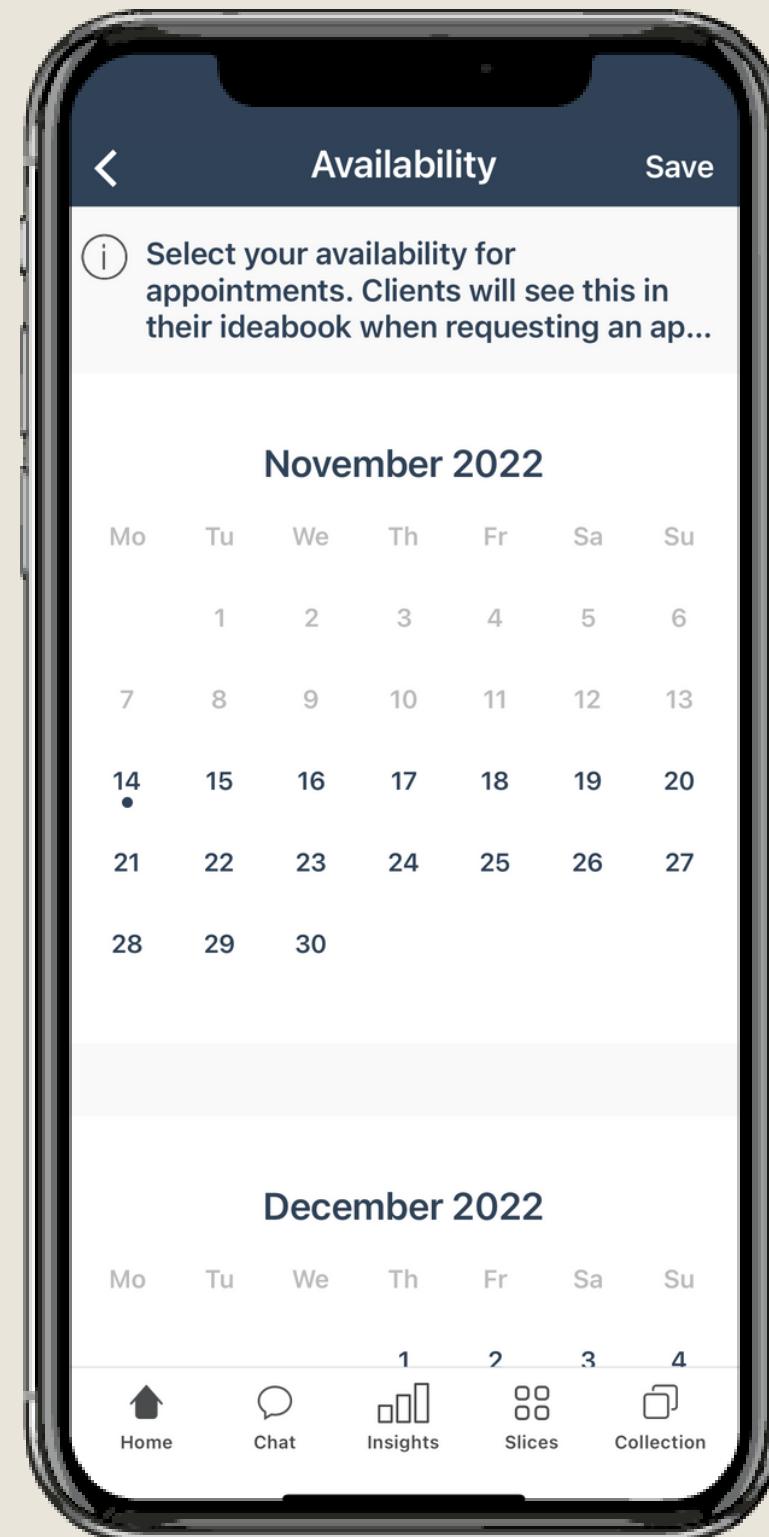 Availability
Save
Select your availability for
appointments. Clients will see this in
their ideabook when requesting an ap...
November 2022
Mo Tu We Th Fr Sa Su
1 2 3 4 5 6
7 8 9 10 11 12 13
14 15 16 17 18 19 20
21 22 23 24 25 26 27
28 29 30
December 2022
Mo Tu We Th Fr Sa Su
1 2 3 4
Home Chat Insights Slices Collection